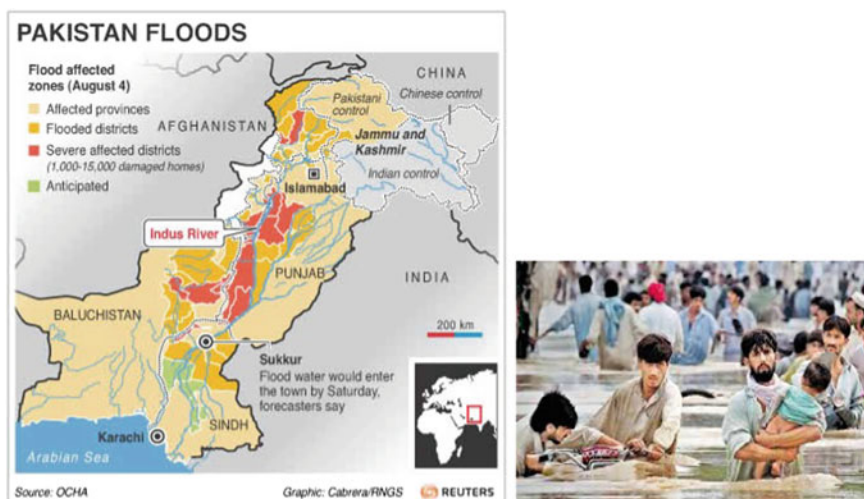 PAKISTAN FLOODS
Flood affected
zones (August 4)
Affected provinces
Flooded districts
Severe affected districts
(1,000-15,000 damaged homes)
Anticipated
CHINA
Chinese control
Pakistani
control
AFGHANISTAN
Jammu and
Kashmir
Indian control
Islamabad
Indus River
PUNJAB
INDIA
BALUCHISTAN
200 km
Sukkur
Flood water would enter
the town by Saturday,
forecasters say
Karachi
SINDH
Arabian Sea
Source: OCHA
Graphic: Cabrera/RNGS
REUTERS